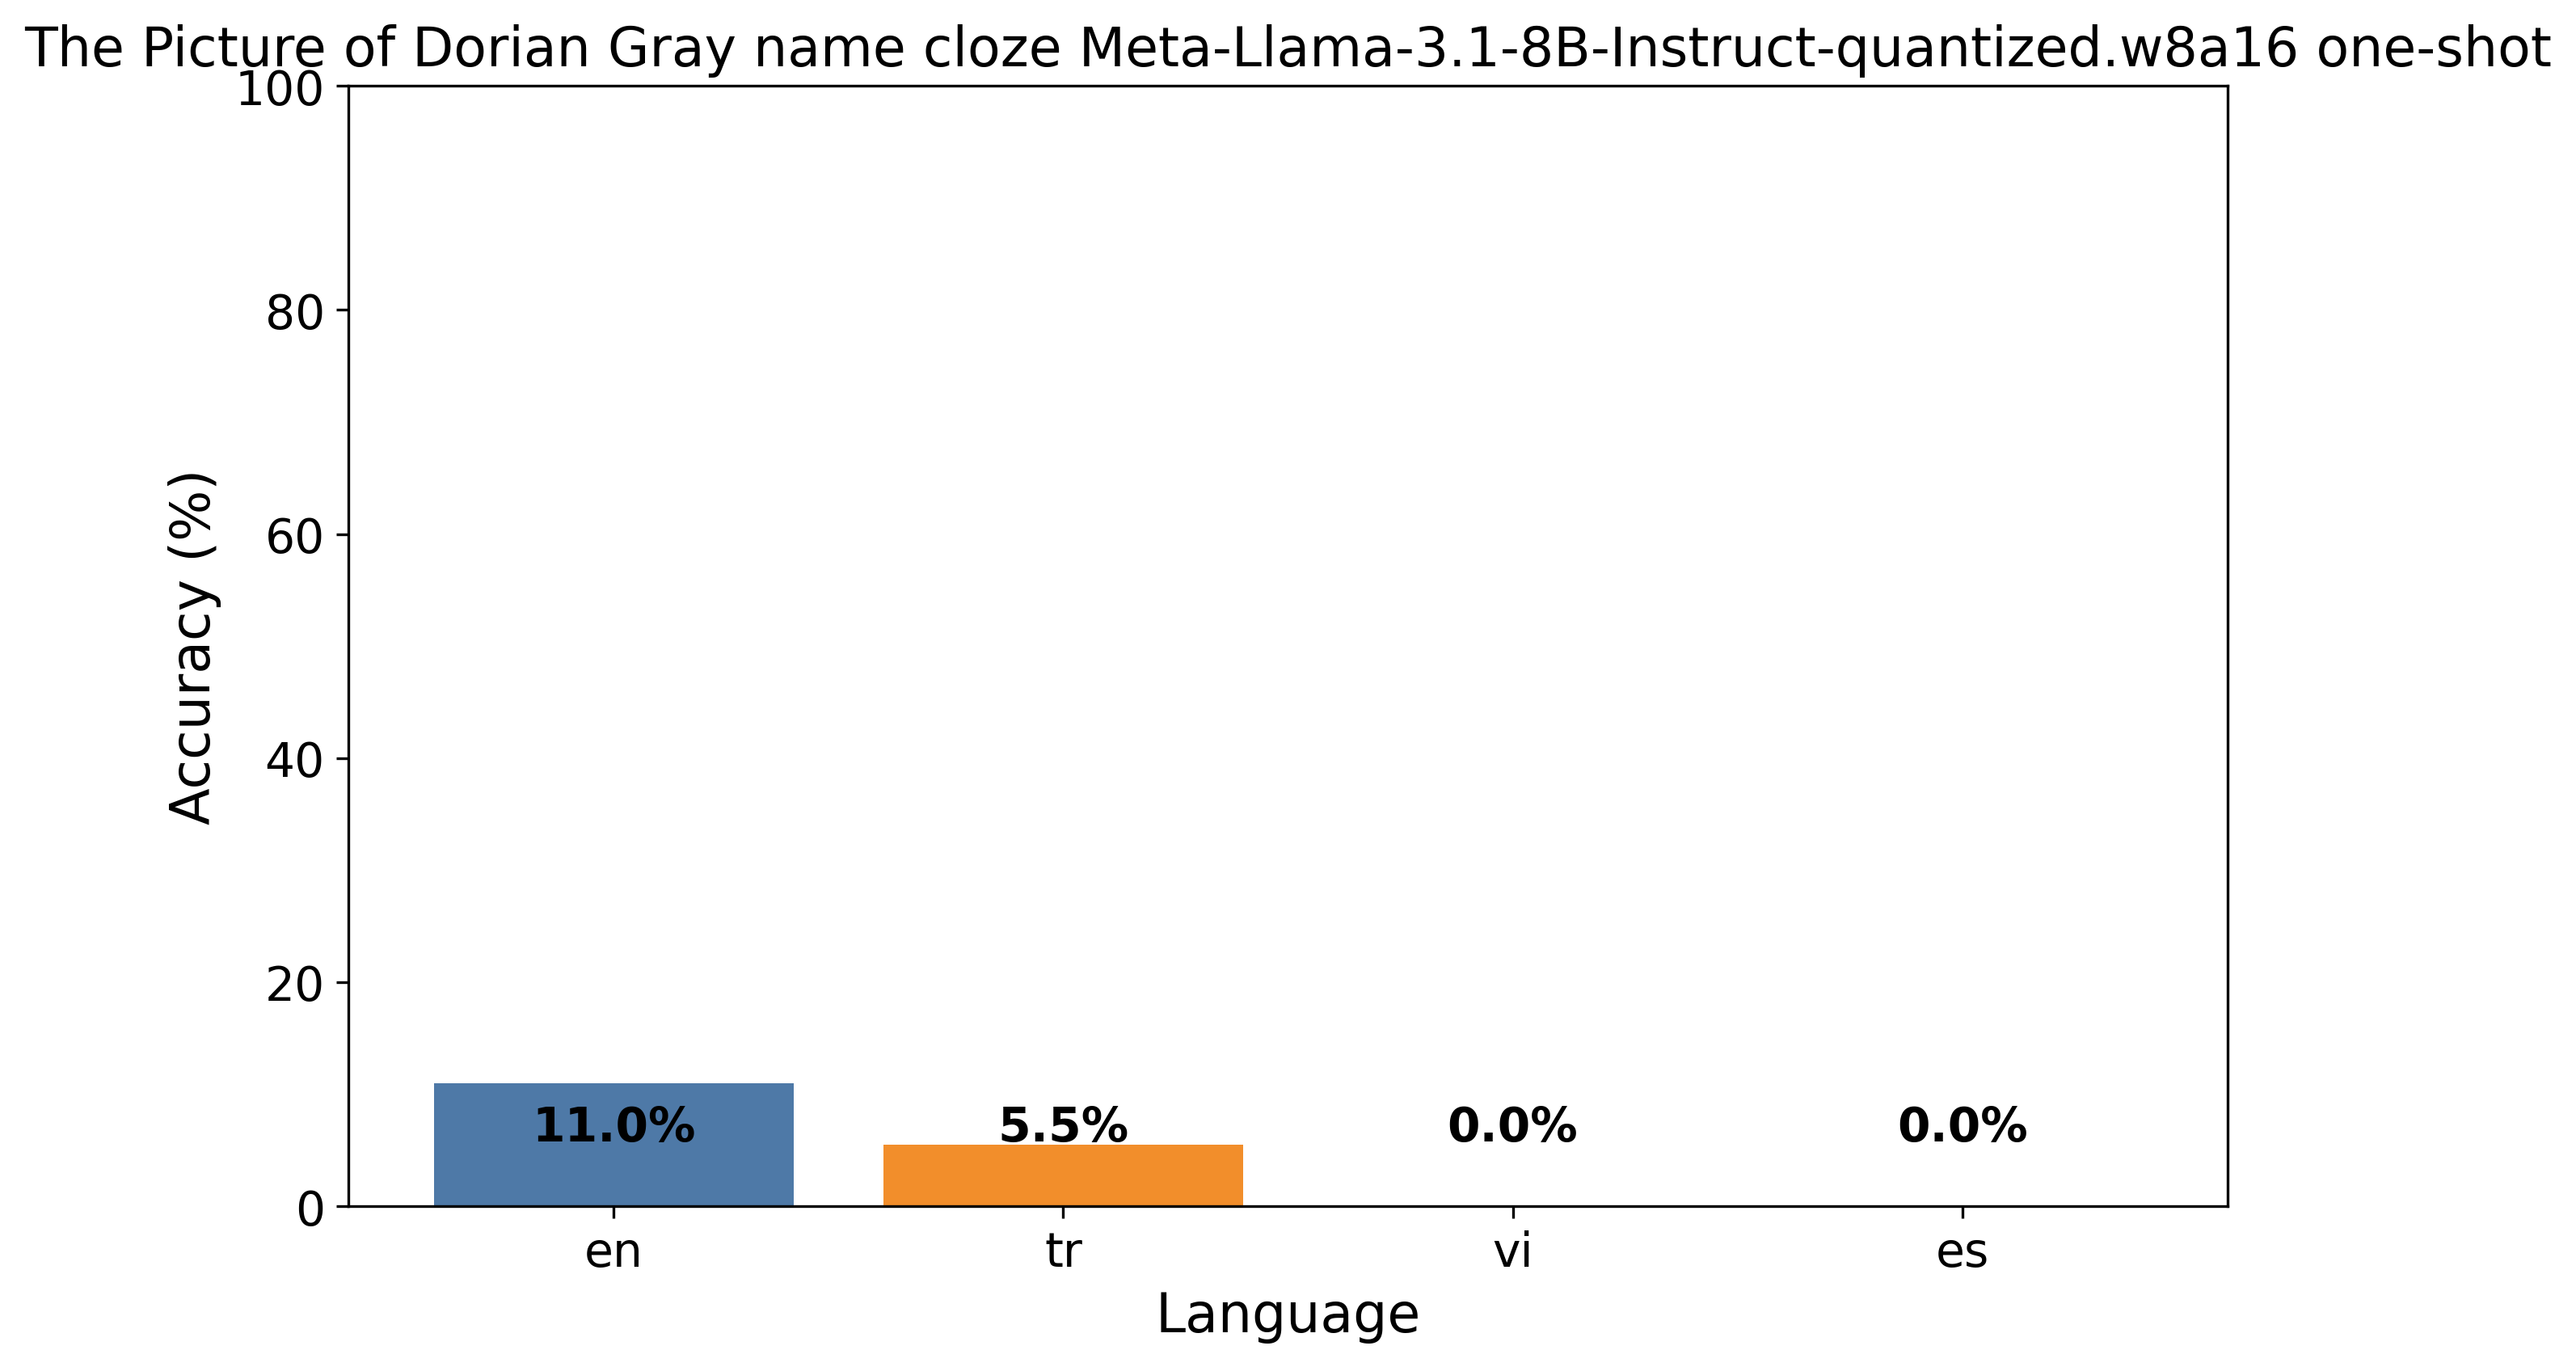 The Picture of Dorian Gray name cloze Meta-Llama-3.1-8B-Instruct-quantized.w8a16 one-shot
100
80
60
40
20
0
Accuracy (%)
11.0%
5.5%
0.0%
0.0%
en
tr
vi
es
Language